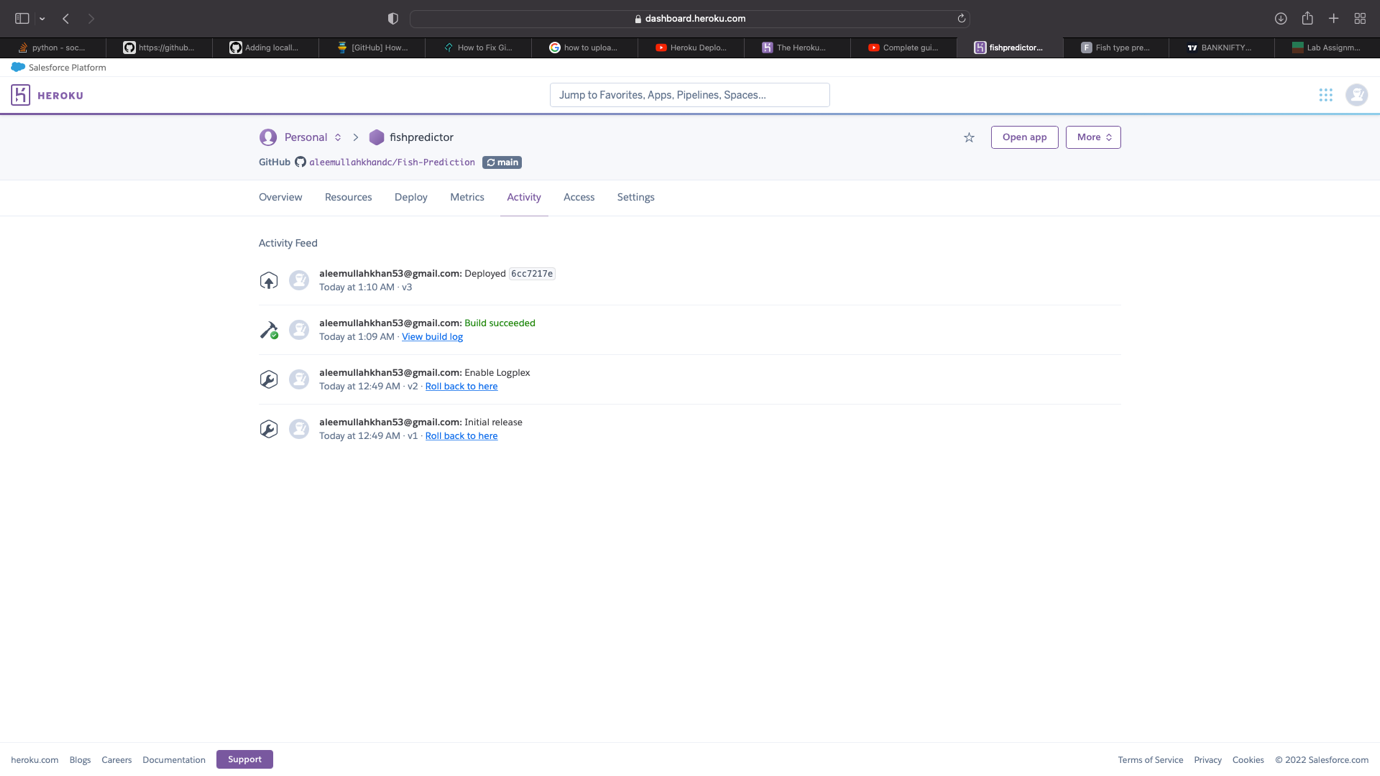 dashboard.heroku.com
python - soc...
https://github...
Adding locall...
[GitHub] How...
How to Fix Gi...
how to uploa...
Heroku Deplo...
The Heroku...
Complete gui...
fishpredictor...
Fish type pre...
BANKNIFTY...
Lab Assignm...
Salesforce Platform
HEROKU
Jump to Favorites, Apps, Pipelines, Spaces...
Personal
fishpredictor
Open app
More
GitHub aleemullahkhandc/Fish-Prediction main
Overview Resources Deploy Metrics Activity Access Settings
Activity Feed
aleemullahkhan53@gmail.com: Deployed 6cc7217e
Today at 1:10 AM · v3
aleemullahkhan53@gmail.com: Build succeeded
Today at 1:09 AM · View build log
aleemullahkhan53@gmail.com: Enable Logplex
Today at 12:49 AM · v2 · Roll back to here
aleemullahkhan53@gmail.com: Initial release
Today at 12:49 AM · v1 · Roll back to here
heroku.com Blogs Careers Documentation Support
Terms of Service Privacy Cookies © 2022 Salesforce.com